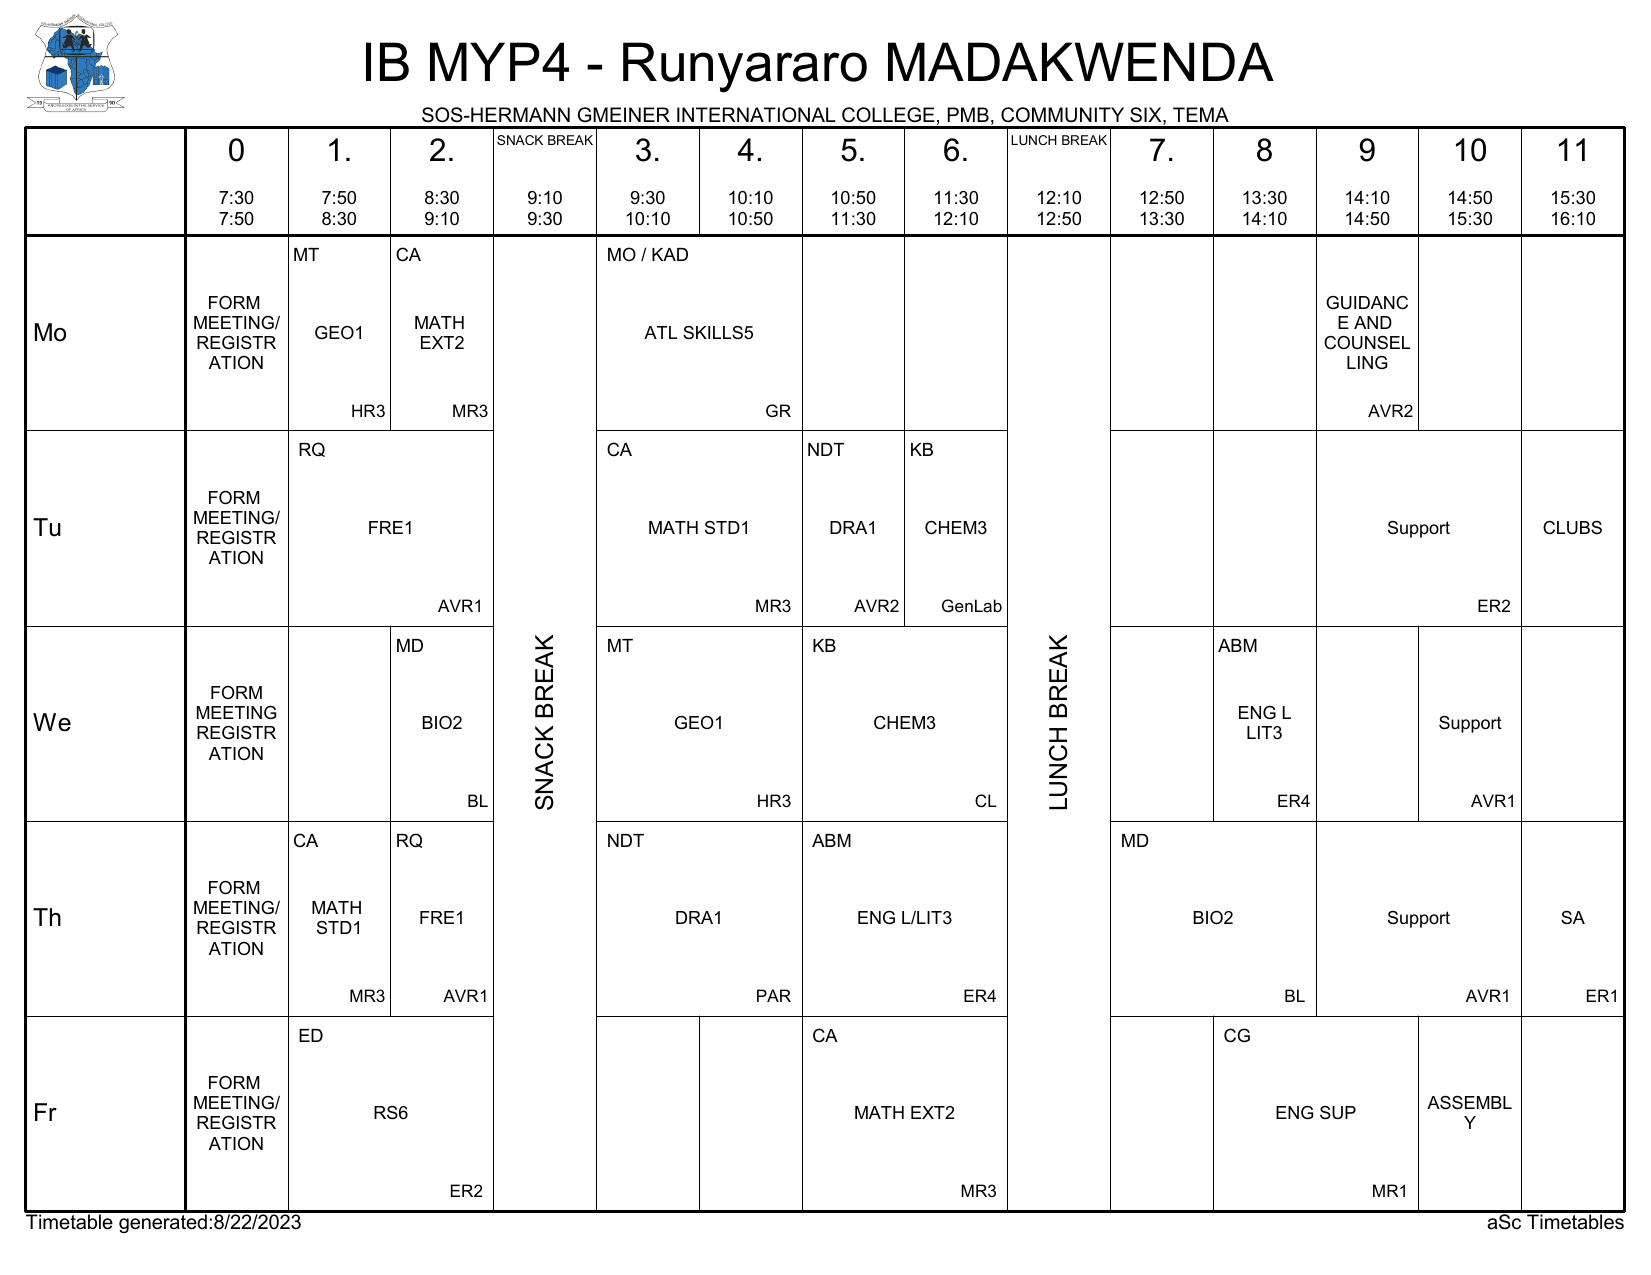 IB MYP4 - Runyararo MADAKWENDA
SOS-HERMANN GMEINER INTERNATIONAL COLLEGE, PMB, COMMUNITY SIX, TEMA
0 1. 2. SNACK BREAK 3. 4. 5. 6. LUNCH BREAK 7. 8 9 10 11
7:30 7:50 8:30 9:10 9:30 10:10 10:50 11:30 12:10 12:50 13:30 14:10 14:50 15:30
7:50 8:30 9:10 9:30 10:10 10:50 11:30 12:10 12:50 13:30 14:10 14:50 15:30 16:10
Mo
FORM
MEETING/
REGISTR
ATION
MT
GEO1
HR3
CA
MATH
EXT2
MR3
MO / KAD
ATL SKILLS5
GR
GUIDANC
E AND
COUNSEL
LING
AVR2
Tu
FORM
MEETING/
REGISTR
ATION
RQ
FRE1
AVR1
CA
MATH STD1
MR3
NDT
DRA1
AVR2
KB
CHEM3
GenLab
Support
ER2
CLUBS
We
FORM
MEETING
REGISTR
ATION
MD
BIO2
BL
SNACK BREAK
MT
GEO1
HR3
KB
CHEM3
CL
LUNCH BREAK
ABM
ENG L
LIT3
ER4
Support
AVR1
Th
FORM
MEETING/
REGISTR
ATION
CA
MATH
STD1
MR3
RQ
FRE1
AVR1
NDT
DRA1
PAR
ABM
ENG L/LIT3
ER4
MD
BIO2
BL
Support
AVR1
SA
ER1
Fr
FORM
MEETING/
REGISTR
ATION
ED
RS6
ER2
CA
MATH EXT2
MR3
CG
ENG SUP
MR1
ASSEMBL
Y
Timetable generated:8/22/2023
aSc Timetables